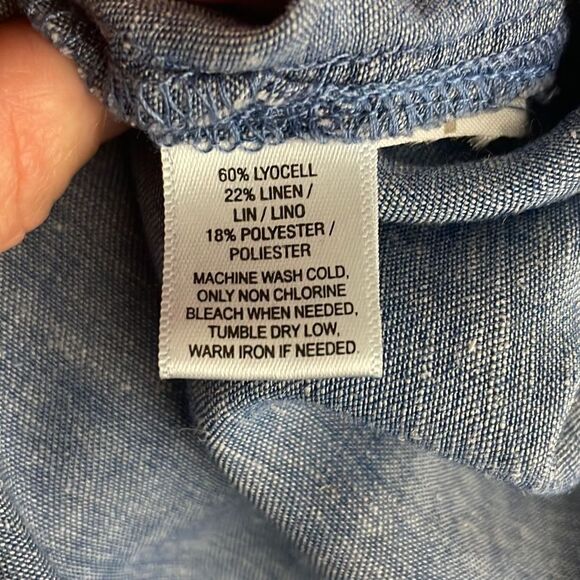 60% LYOCELL
22% LINEN /
LIN / LINO
18% POLYESTER /
POLIESTER
MACHINE WASH COLD,
ONLY NON CHLORINE
BLEACH WHEN NEEDED,
TUMBLE DRY LOW,
WARM IRON IF NEEDED.